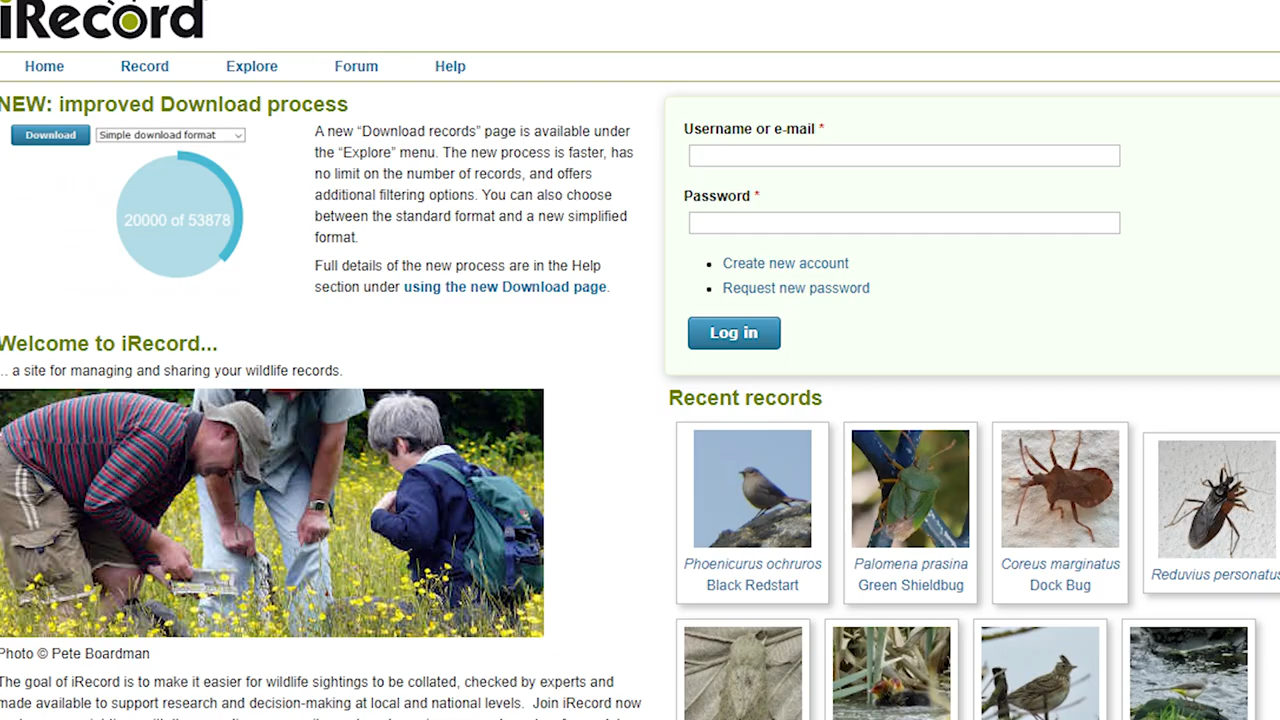 iRecord
Home Record Explore Forum Help
NEW: improved Download process
Download Simple download format
20000 of 53878
A new “Download records” page is available under
the “Explore” menu. The new process is faster, has
no limit on the number of records, and offers
additional filtering options. You can also choose
between the standard format and a new simplified
format.
Full details of the new process are in the Help
section under using the new Download page.
Welcome to iRecord...
.. a site for managing and sharing your wildlife records.
Photo © Pete Boardman
The goal of iRecord is to make it easier for wildlife sightings to be collated, checked by experts and
made available to support research and decision-making at local and national levels. Join iRecord now
Username or e-mail *
Password *
Create new account
Request new password
Log in
Recent records
Phoenicurus ochruros
Black Redstart
Palomena prasina
Green Shieldbug
Coreus marginatus
Dock Bug
Reduvius personatus